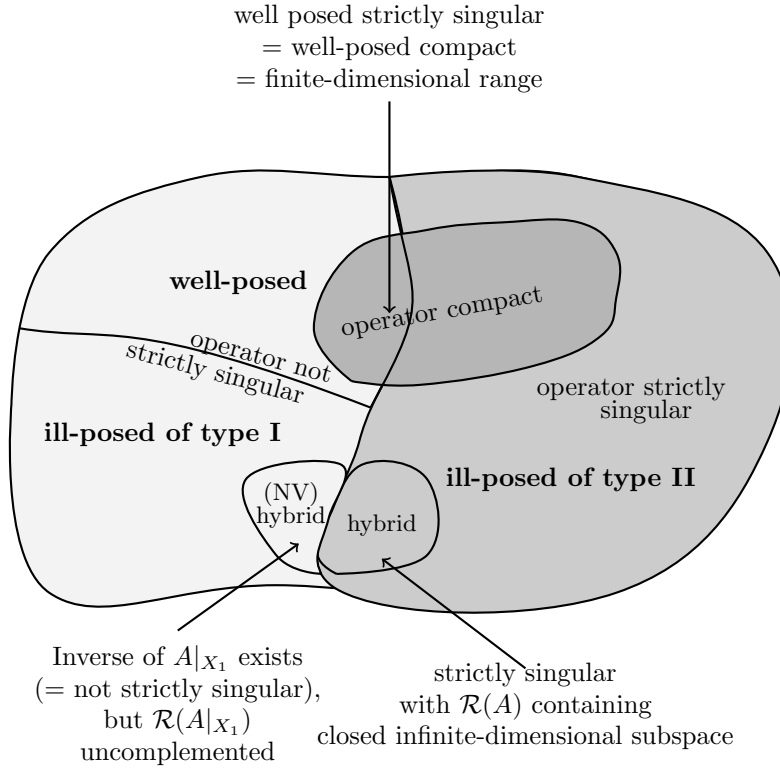 well posed strictly singular
= well-posed compact
= finite-dimensional range
well-posed
operator compact
operator not
strictly singular
operator strictly
singular
ill-posed of type I
ill-posed of type II
(NV)
hybrid
hybrid
Inverse of A|X₁ exists
(= not strictly singular),
but R(A|X₁)
uncomplemented
strictly singular
with R(A) containing
closed infinite-dimensional subspace